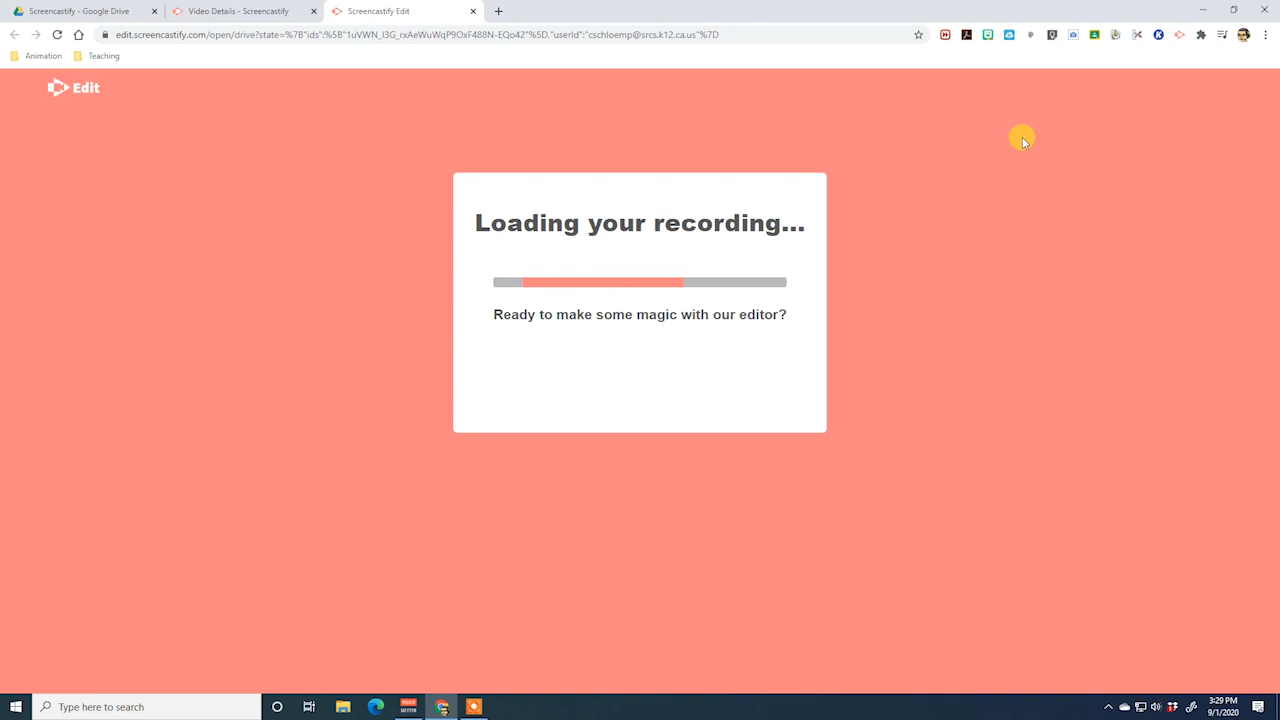 Screencastify - Google Drive
Video Details - Screencastify
Screencastify Edit
edit.screencastify.com/open/drive?state=%7B"ids":%5B"1uVWN_I3G_rxAeWuWqP9OxF488N-EQo42"%5D,"userId":"cschloemp@srcs.k12.ca.us"%7D
Animation
Teaching
Edit
Loading your recording...
Ready to make some magic with our editor?
Type here to search
3:29 PM
9/1/2020